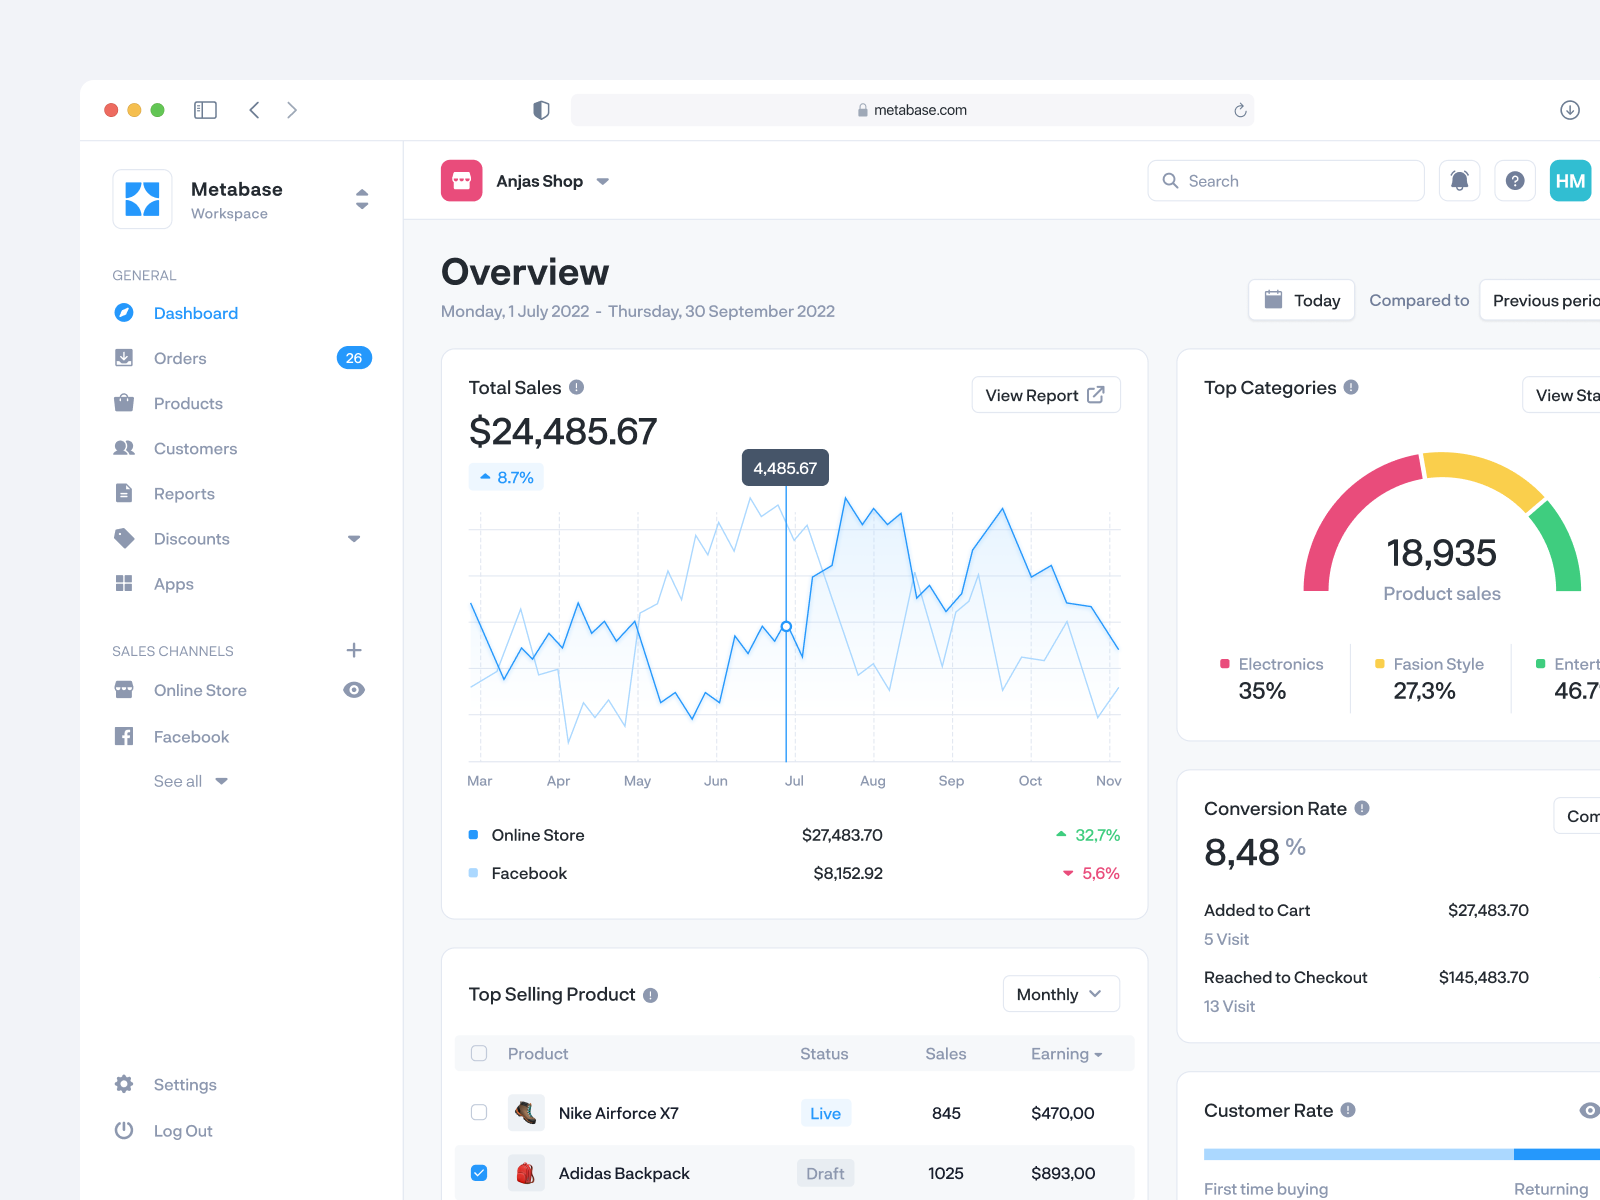 metabase.com
Metabase
Workspace
GENERAL
Dashboard
Orders
26
Products
Customers
Reports
Discounts
Apps
SALES CHANNELS
Online Store
Facebook
See all
Settings
Log Out
Anjas Shop
Search
HM
Overview
Monday, 1 July 2022 - Thursday, 30 September 2022
Today
Compared to
Previous perio
Total Sales
$24,485.67
8.7%
View Report
4,485.67
Mar Apr May Jun Jul Aug Sep Oct Nov
Online Store $27,483.70 32,7%
Facebook $8,152.92 5,6%
Top Selling Product
Monthly
Product Status Sales Earning
Nike Airforce X7 Live 845 $470,00
Adidas Backpack Draft 1025 $893,00
Top Categories
View Sta
18,935
Product sales
Electronics
35%
Fasion Style
27,3%
Entert
46.7
Conversion Rate
Com
8,48 %
Added to Cart $27,483.70
5 Visit
Reached to Checkout $145,483.70
13 Visit
Customer Rate
First time buying
Returning